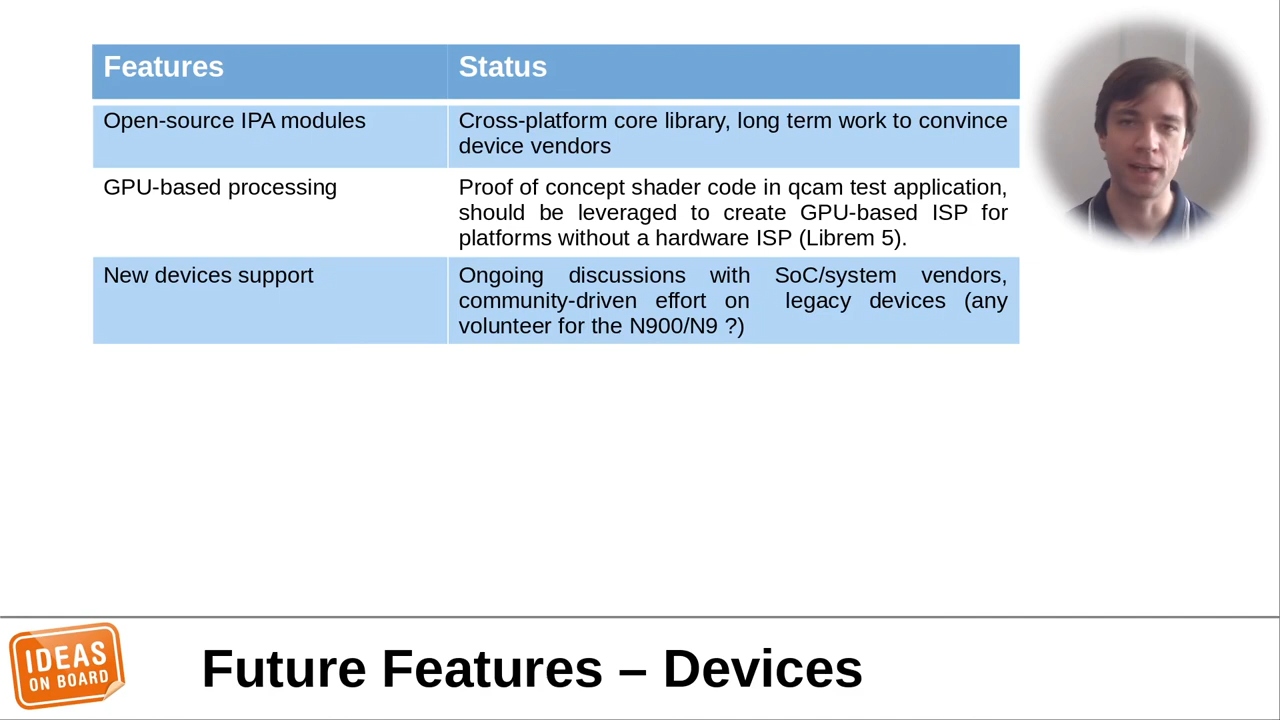 Features Status
Open-source IPA modules
Cross-platform core library, long term work to convince
device vendors
GPU-based processing
Proof of concept shader code in qcam test application,
should be leveraged to create GPU-based ISP for
platforms without a hardware ISP (Librem 5).
New devices support
Ongoing discussions with SoC/system vendors,
community-driven effort on legacy devices (any
volunteer for the N900/N9 ?)
IDEAS
ON BOARD
Future Features – Devices